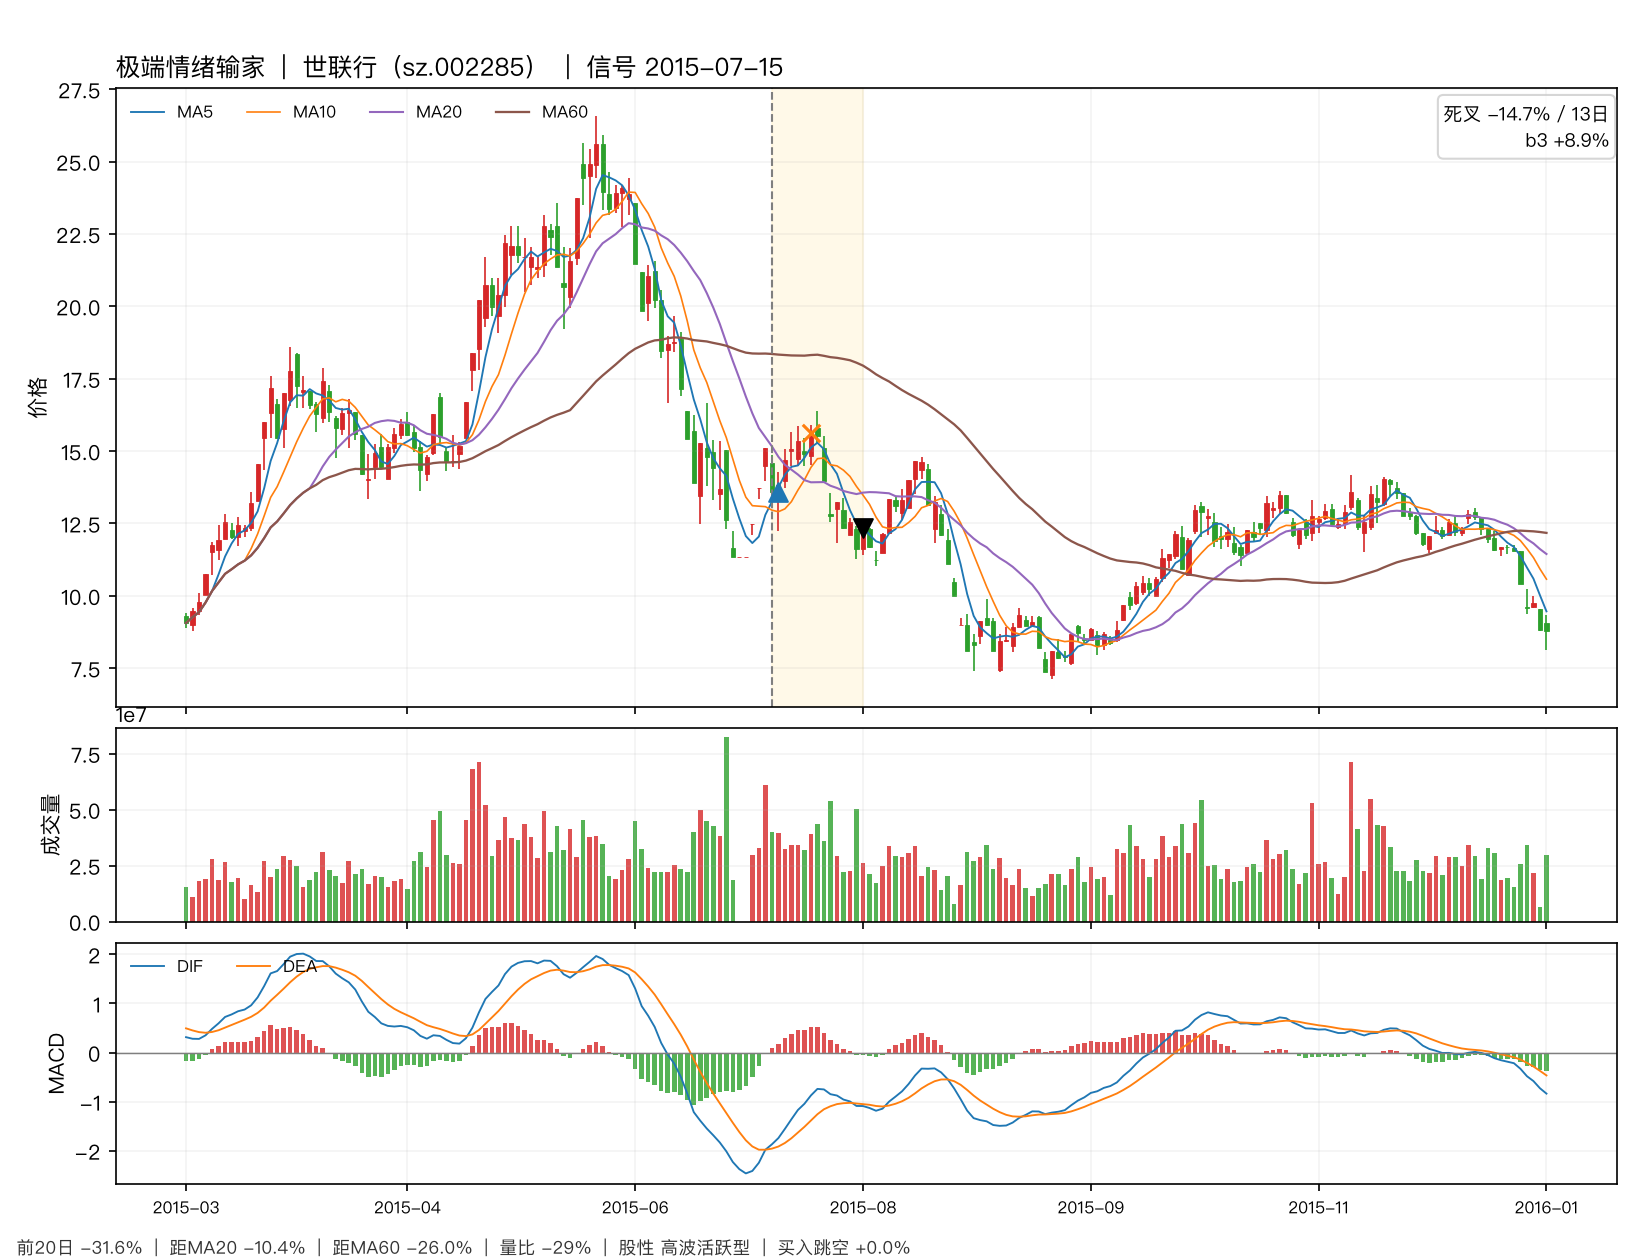 极端情绪输家 | 世联行（sz.002285） | 信号 2015-07-15
27.5
25.0
22.5
20.0
17.5
15.0
12.5
10.0
7.5
价格
MA5 MA10 MA20 MA60
死叉 -14.7% / 13日
b3 +8.9%
1e7
7.5
5.0
2.5
0.0
成交量
2
1
0
-1
-2
MACD
DIF DEA
2015-03 2015-04 2015-06 2015-08 2015-09 2015-11 2016-01
前20日 -31.6% | 距MA20 -10.4% | 距MA60 -26.0% | 量比 -29% | 股性 高波活跃型 | 买入跳空 +0.0%